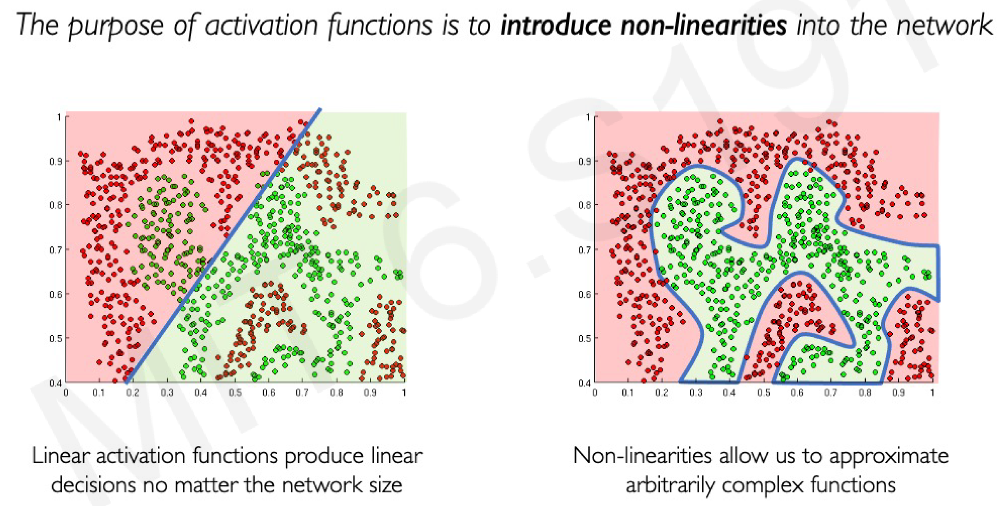 The purpose of activation functions is to introduce non-linearities into the network
1
0.9
0.8
0.7
0.6
0.5
0.4
0 0.1 0.2 0.3 0.4 0.5 0.6 0.7 0.8 0.9 1
1
0.9
0.8
0.7
0.6
0.5
0.4
0 0.1 0.2 0.3 0.4 0.5 0.6 0.7 0.8 0.9 1
Linear activation functions produce linear
decisions no matter the network size
Non-linearities allow us to approximate
arbitrarily complex functions
MIT 6.S191